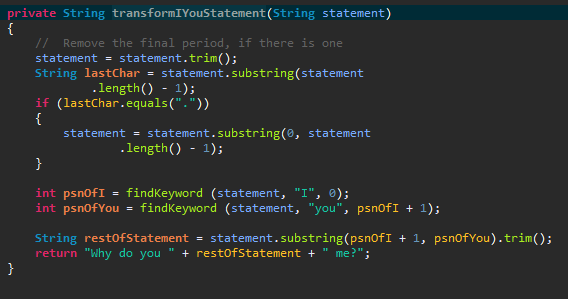 private String transformIYouStatement(String statement)
{
    //  Remove the final period, if there is one
    statement = statement.trim();
    String lastChar = statement.substring(statement
            .length() - 1);
    if (lastChar.equals("."))
    {
        statement = statement.substring(0, statement
                .length() - 1);
    }

    int psnOfI = findKeyword (statement, "I", 0);
    int psnOfYou = findKeyword (statement, "you", psnOfI + 1);

    String restOfStatement = statement.substring(psnOfI + 1, psnOfYou).trim();
    return "Why do you " + restOfStatement + " me?";
}